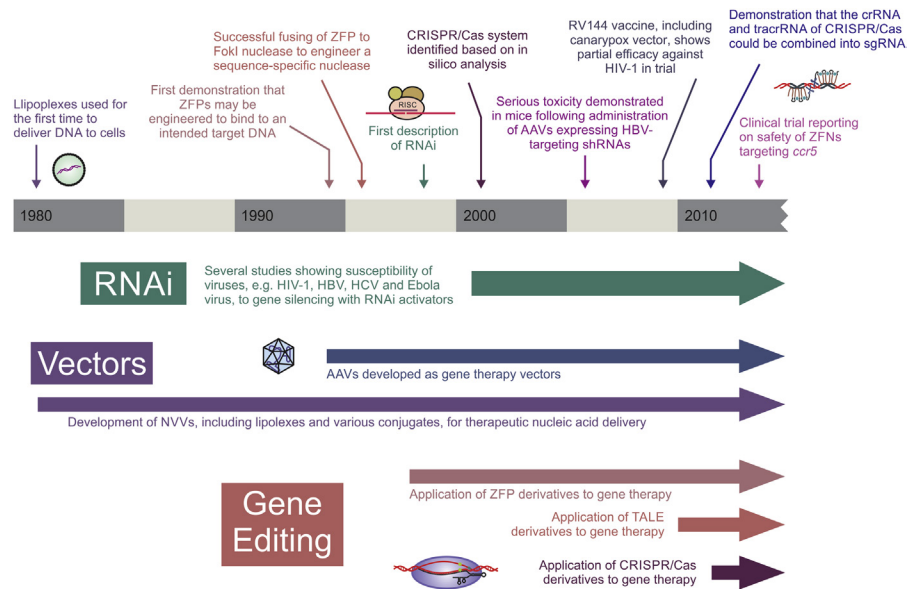 Successful fusing of ZFP to
FokI nuclease to engineer a
sequence-specific nuclease
CRISPR/Cas system
identified based on in
silico analysis
RV144 vaccine, including
canarypox vector, shows
partial efficacy against
HIV-1 in trial
Demonstration that the crRNA
and tracrRNA of CRISPR/Cas
could be combined into sgRNA
Llipoplexes used for
the first time to
deliver DNA to cells
First demonstration that
ZFPs may be
engineered to bind to an
intended target DNA
RISC
First description
of RNAi
Serious toxicity demonstrated
in mice following administration
of AAVs expressing HBV-
targeting shRNAs
Clinical trial reporting
on safety of ZFNs
targeting ccr5
1980
1990
2000
2010
RNAi
Several studies showing susceptibility of
viruses, e.g. HIV-1, HBV, HCV and Ebola
virus, to gene silencing with RNAi activators
Vectors
AAVs developed as gene therapy vectors
Development of NVVs, including lipolexes and various conjugates, for therapeutic nucleic acid delivery
Gene
Editing
Application of ZFP derivatives to gene therapy
Application of TALE
derivatives to gene therapy
Application of CRISPR/Cas
derivatives to gene therapy